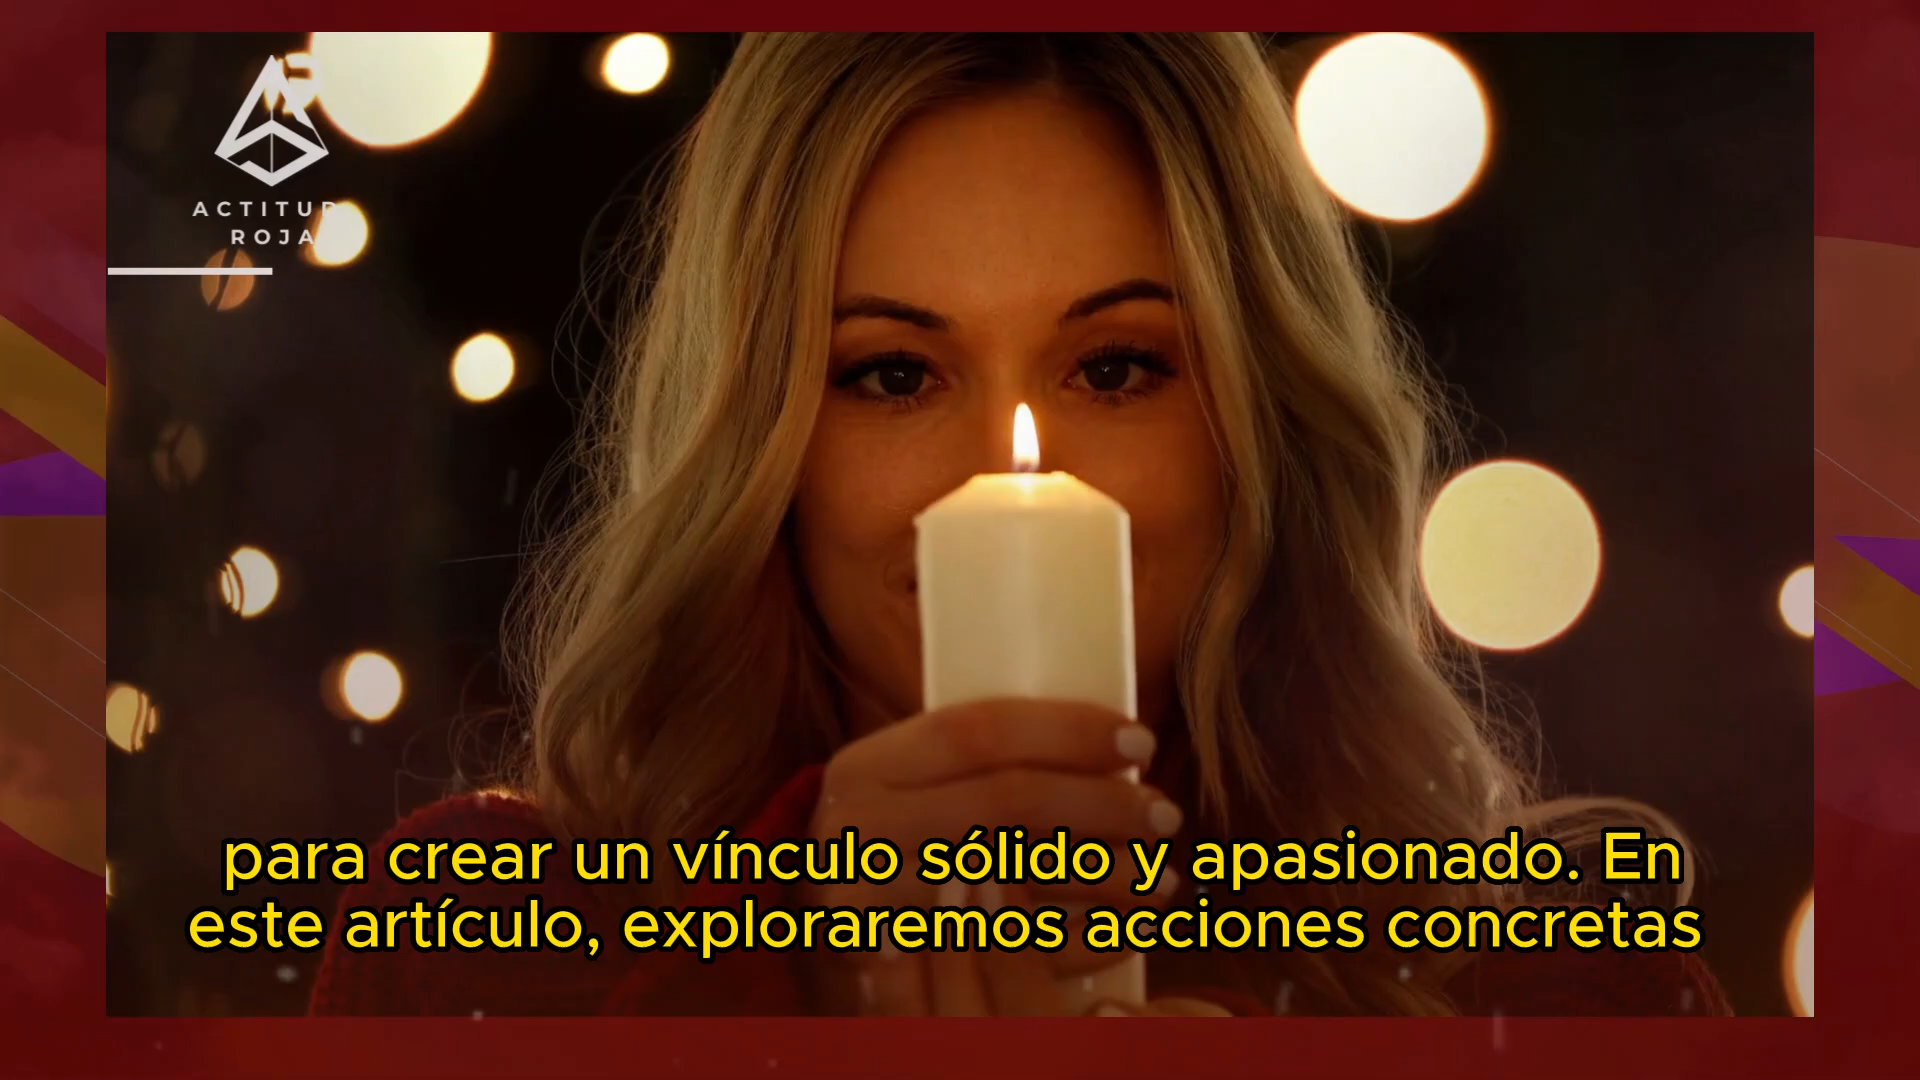 ACTITUD
ROJA
para crear un vínculo sólido y apasionado. En
este artículo, exploraremos acciones concretas